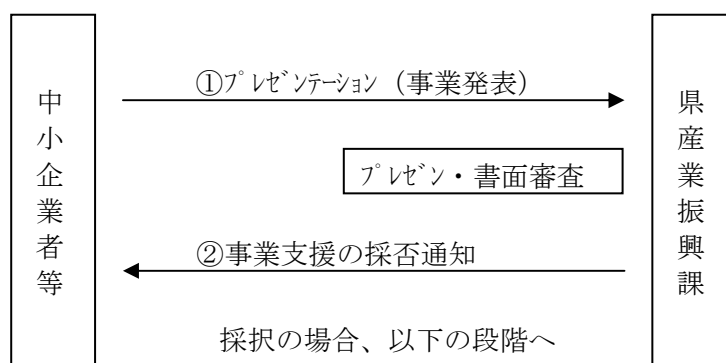 中小企業者等
①ﾌﾟﾚｾﾞﾝﾃｰｼｮﾝ（事業発表）
県産業振興課
ﾌﾟﾚｾﾞﾝ・書面審査
②事業支援の採否通知
採択の場合、以下の段階へ